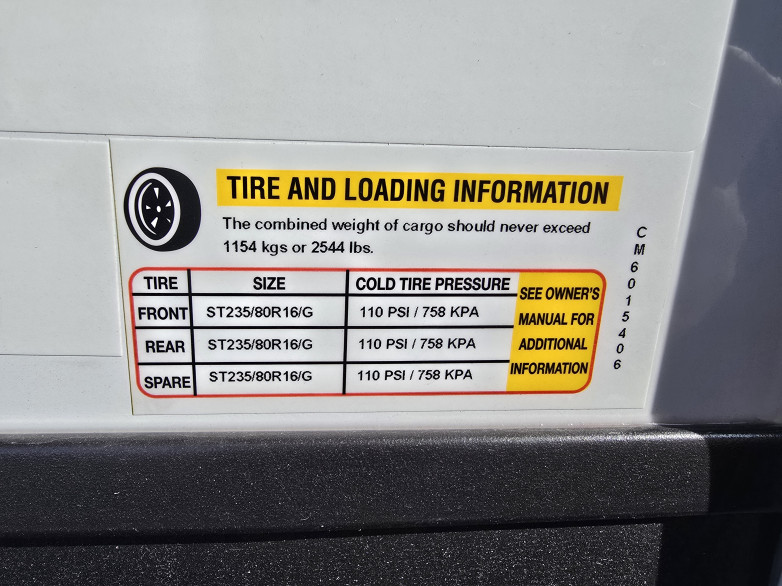 TIRE AND LOADING INFORMATION
The combined weight of cargo should never exceed
1154 kgs or 2544 lbs.
TIRE SIZE COLD TIRE PRESSURE
FRONT ST235/80R16/G 110 PSI / 758 KPA
REAR ST235/80R16/G 110 PSI / 758 KPA
SPARE ST235/80R16/G 110 PSI / 758 KPA
SEE OWNER'S
MANUAL FOR
ADDITIONAL
INFORMATION
CM6015406